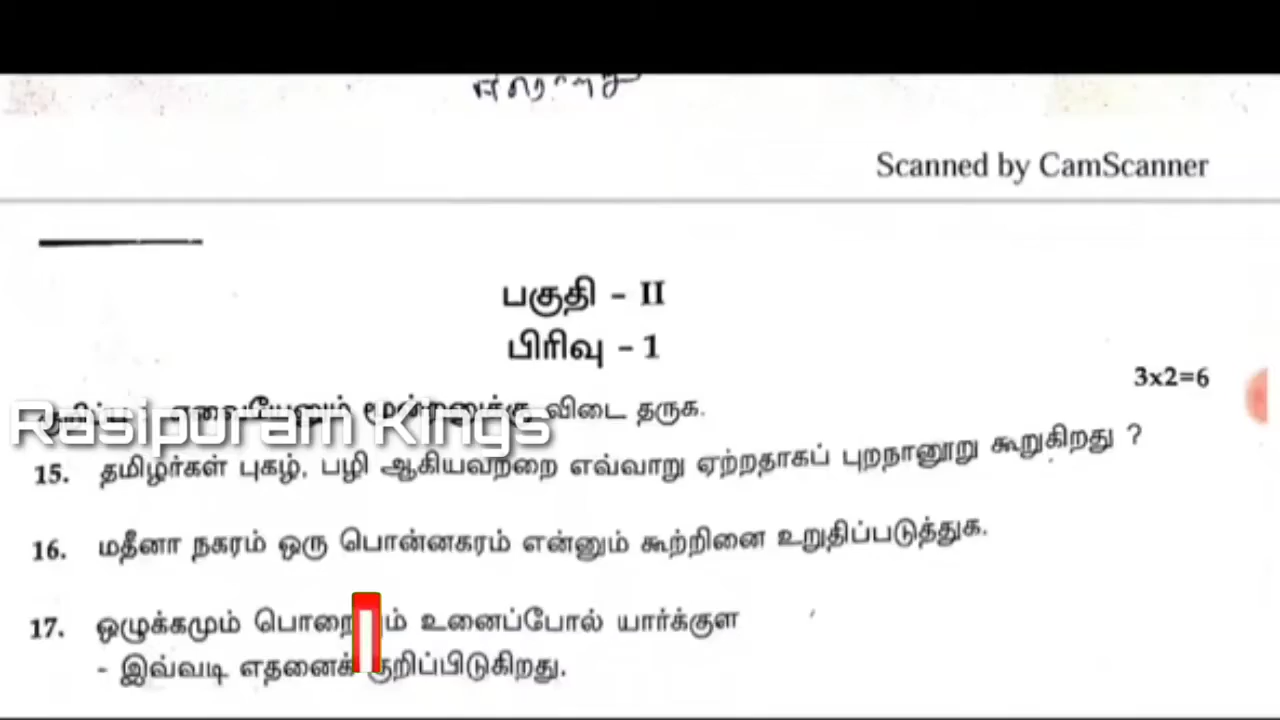 Scanned by CamScanner
பகுதி - II
பிரிவு - 1
3x2=6
மூன்றனுக்கு விடை தருக.
Rasipuram Kings
15. தமிழர்கள் புகழ், பழி ஆகியவற்றை எவ்வாறு ஏற்றதாகப் புறநானூறு கூறுகிறது ?
16. மதீனா நகரம் ஒரு பொன்னகரம் என்னும் கூற்றினை உறுதிப்படுத்துக.
17. ஒழுக்கமும் உனைப்போல் யார்க்குள
- இவ்வடி எதனைக் குறிப்பிடுகிறது.